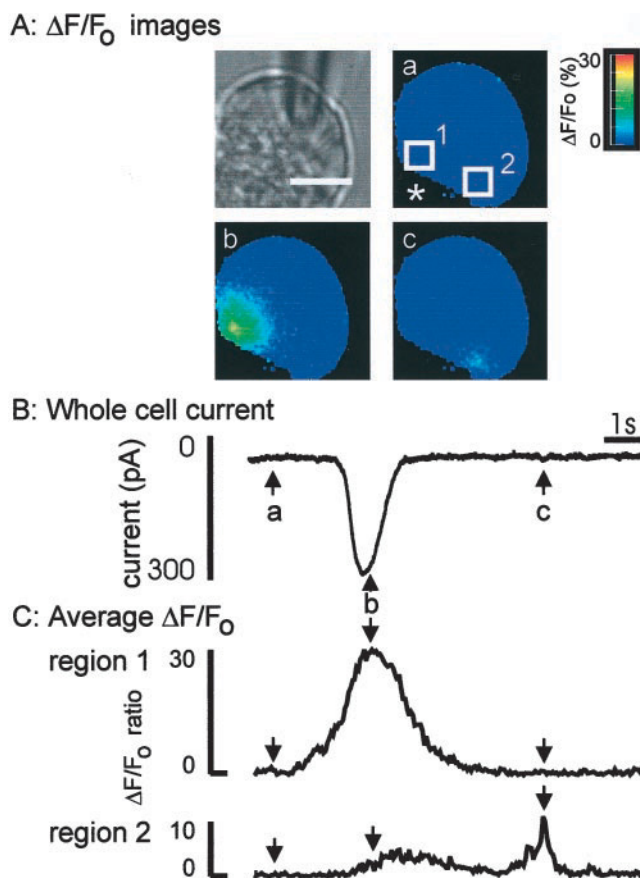 A: ΔF/Fo images
a
30
ΔF/Fo (%)
0
1
2
*
b
c
B: Whole cell current
1s
0
current (pA)
300
a
c
b
C: Average ΔF/Fo
region 1
30
ΔF/Fo ratio
0
region 2
10
0